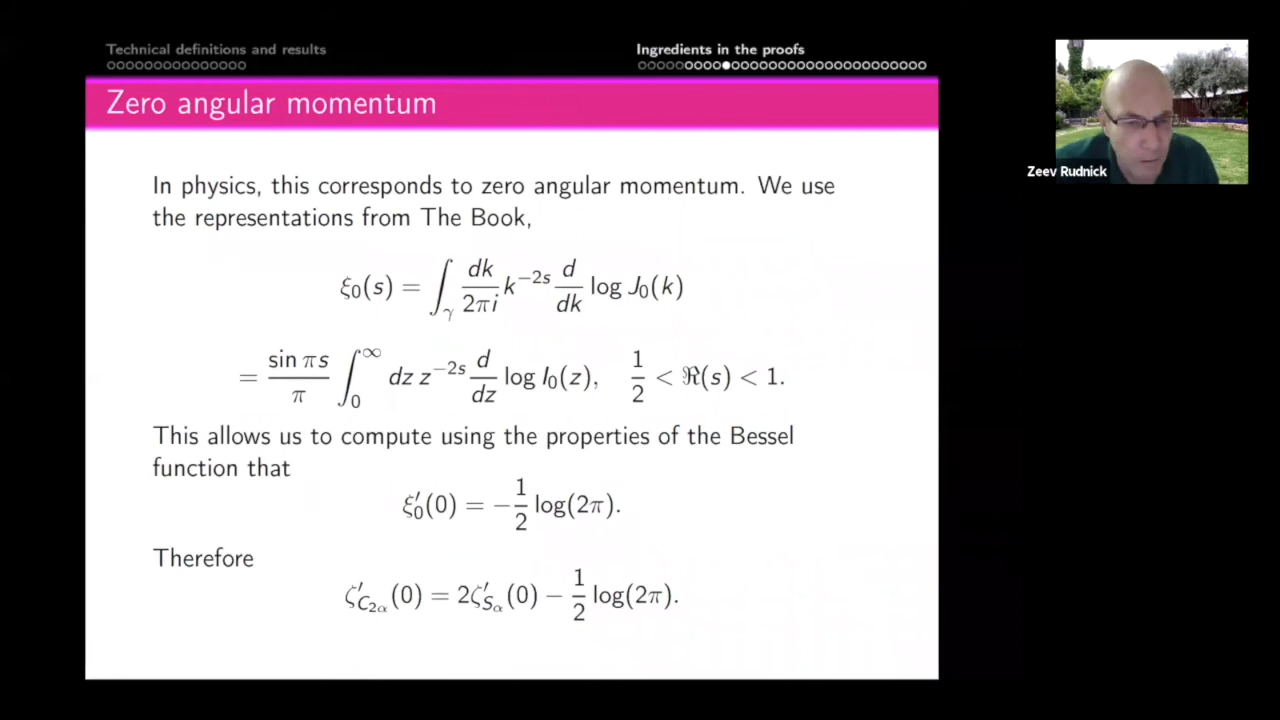 Technical definitions and results
Ingredients in the proofs
Zero angular momentum
In physics, this corresponds to zero angular momentum. We use
the representations from The Book,
ξ₀(s) = ∫_γ dk/2πi k^{−2s} d/dk log J₀(k)
= sin πs/π ∫₀^∞ dz z^{−2s} d/dz log I₀(z), 1/2 < ℜ(s) < 1.
This allows us to compute using the properties of the Bessel
function that
ξ₀′(0) = −1/2 log(2π).
Therefore
ζ′_{C_{2α}}(0) = 2ζ′_{S_α}(0) − 1/2 log(2π).
Zeev Rudnick